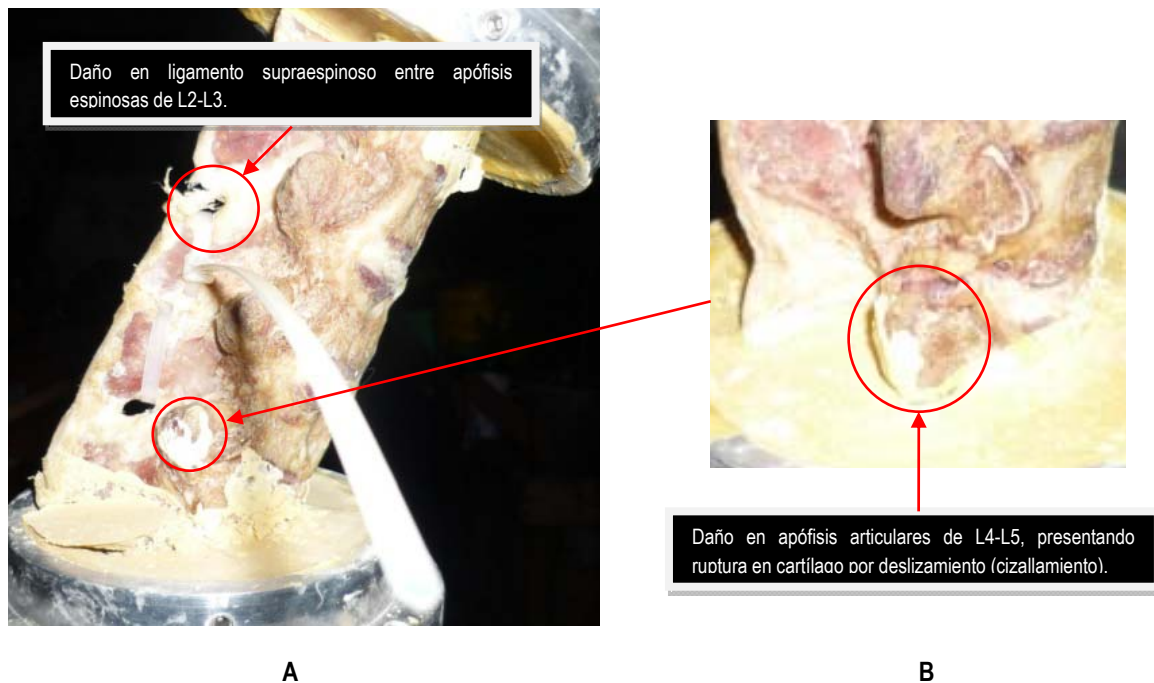 Daño en ligamento supraespinoso entre apófisis
espinosas de L2-L3.
Daño en apófisis articulares de L4-L5, presentando
ruptura en cartílago por deslizamiento (cizallamiento).
A
B